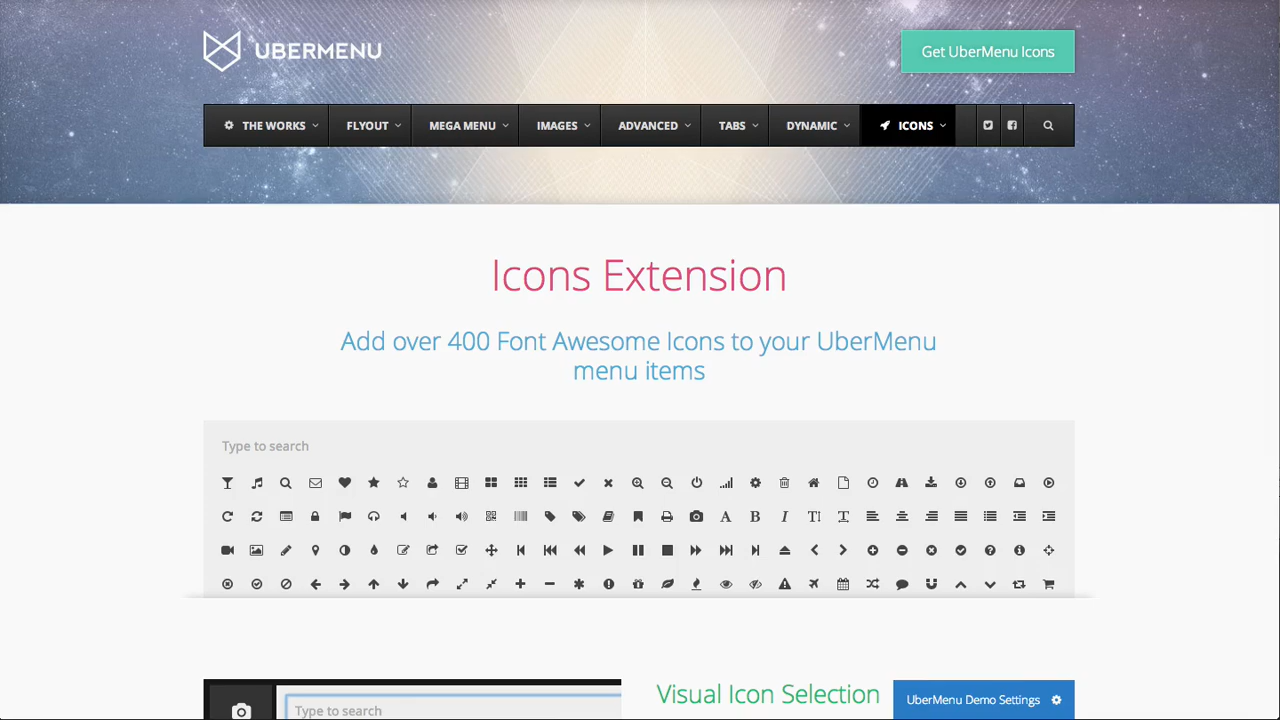 UBERMENU
Get UberMenu Icons
THE WORKS FLYOUT MEGA MENU IMAGES ADVANCED TABS DYNAMIC ICONS
Icons Extension
Add over 400 Font Awesome Icons to your UberMenu
menu items
Type to search
Visual Icon Selection
UberMenu Demo Settings
Type to search